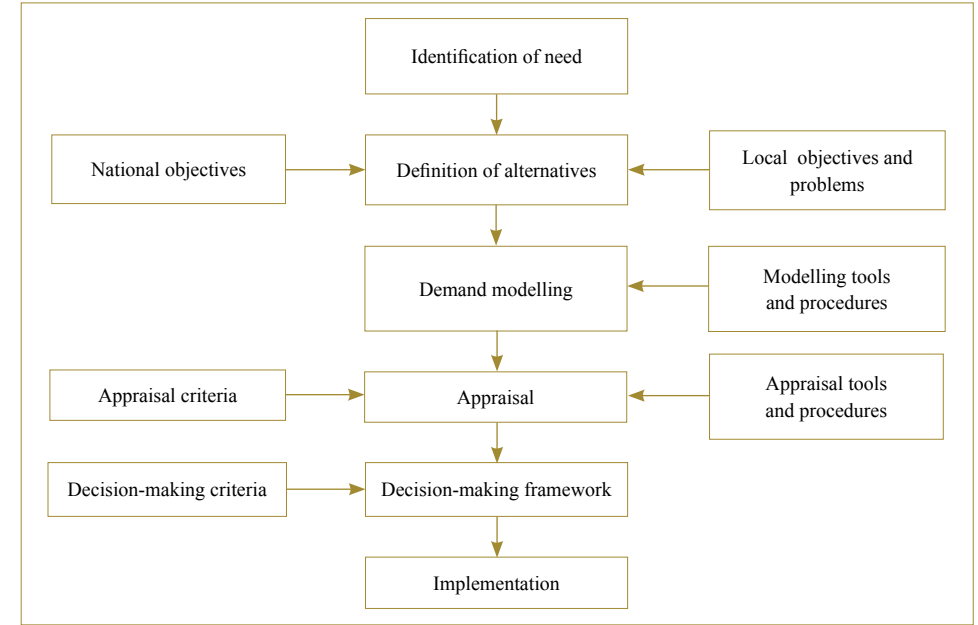 Identification of need
National objectives
Definition of alternatives
Local objectives and
problems
Demand modelling
Modelling tools
and procedures
Appraisal criteria
Appraisal
Appraisal tools
and procedures
Decision-making criteria
Decision-making framework
Implementation